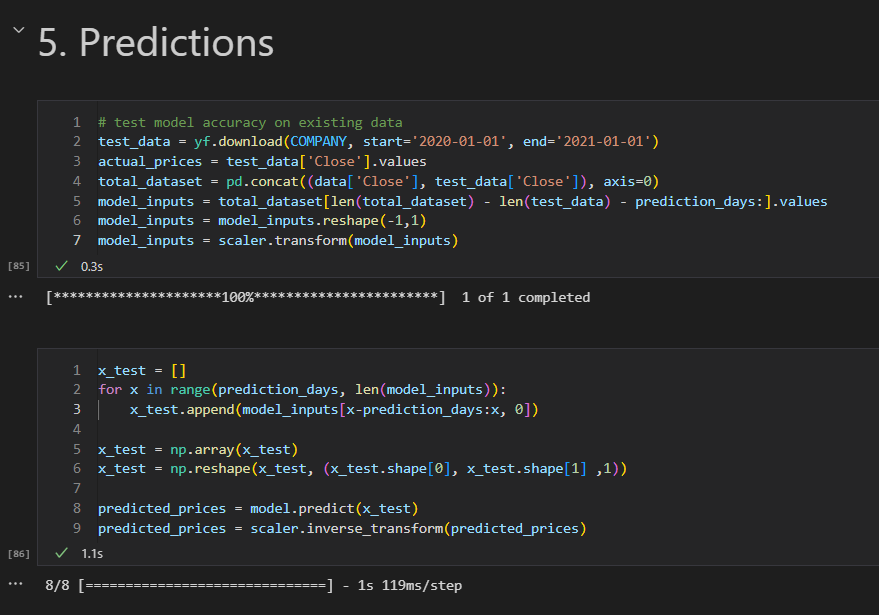 5. Predictions
1 # test model accuracy on existing data
2 test_data = yf.download(COMPANY, start='2020-01-01', end='2021-01-01')
3 actual_prices = test_data['Close'].values
4 total_dataset = pd.concat((data['Close'], test_data['Close']), axis=0)
5 model_inputs = total_dataset[len(total_dataset) - len(test_data) - prediction_days:].values
6 model_inputs = model_inputs.reshape(-1,1)
7 model_inputs = scaler.transform(model_inputs)
[85] ✓ 0.3s
... [*********************100%***********************] 1 of 1 completed
1 x_test = []
2 for x in range(prediction_days, len(model_inputs)):
3 x_test.append(model_inputs[x-prediction_days:x, 0])
4
5 x_test = np.array(x_test)
6 x_test = np.reshape(x_test, (x_test.shape[0], x_test.shape[1] ,1))
7
8 predicted_prices = model.predict(x_test)
9 predicted_prices = scaler.inverse_transform(predicted_prices)
[86] ✓ 1.1s
... 8/8 [==============================] - 1s 119ms/step